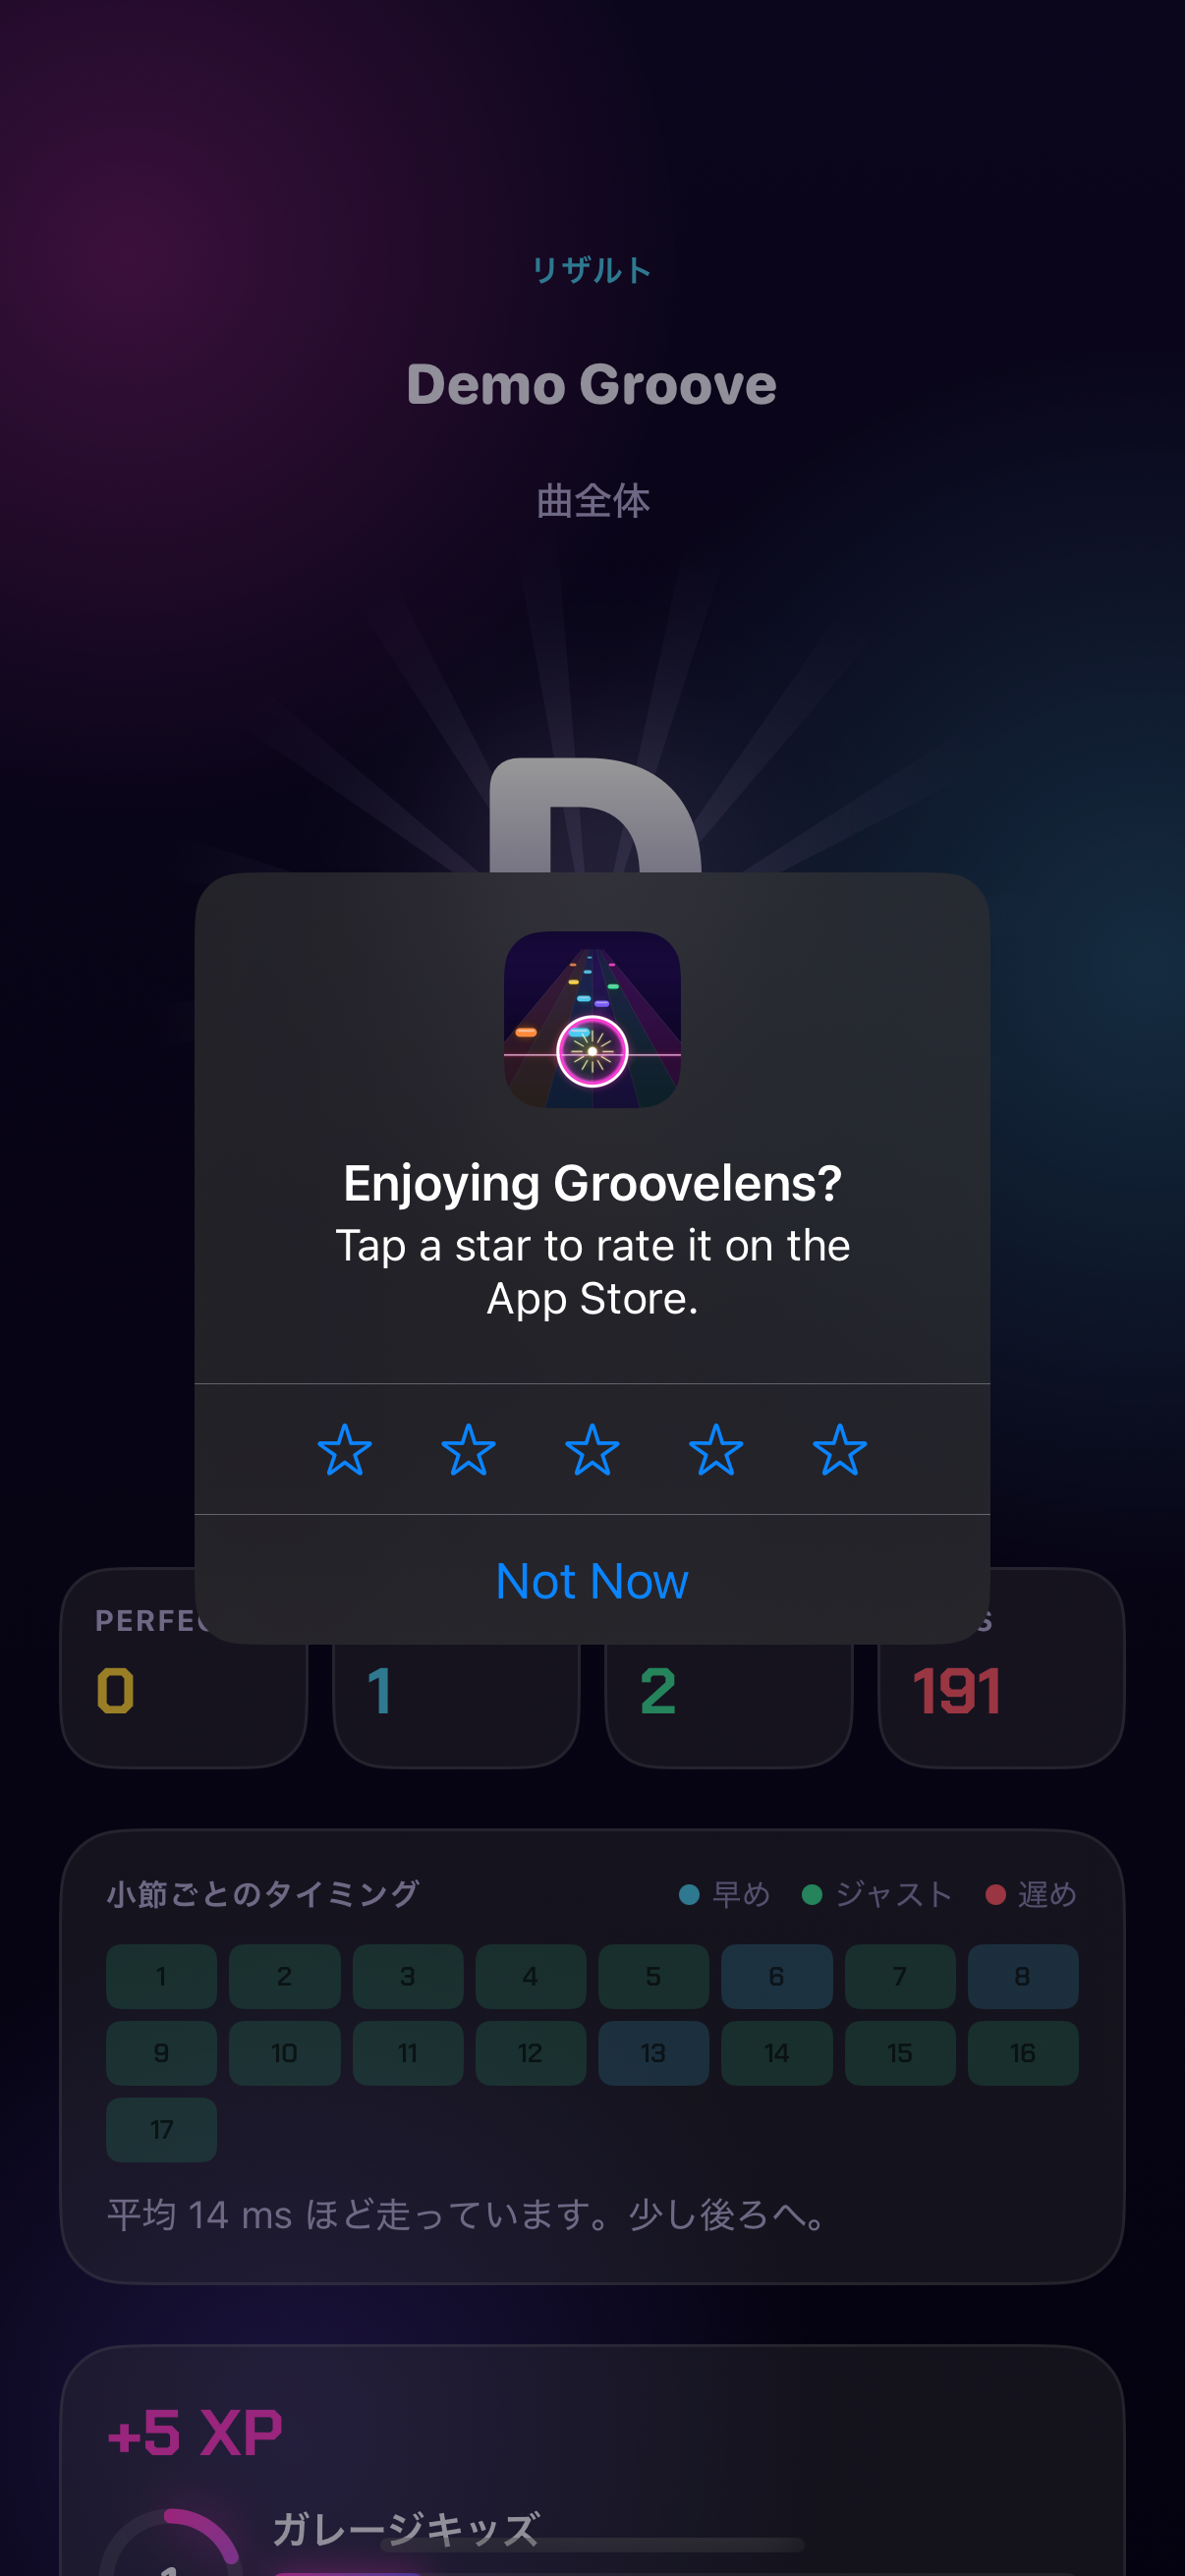 リザルト
Demo Groove
曲全体
D
Enjoying Groovelens?
Tap a star to rate it on the
App Store.
Not Now
0
1
2
191
小節ごとのタイミング
早め ジャスト 遅め
1 2 3 4 5 6 7 8
9 10 11 12 13 14 15 16
17
平均 14 ms ほど走っています。少し後ろへ。
+5 XP
ガレージキッズ